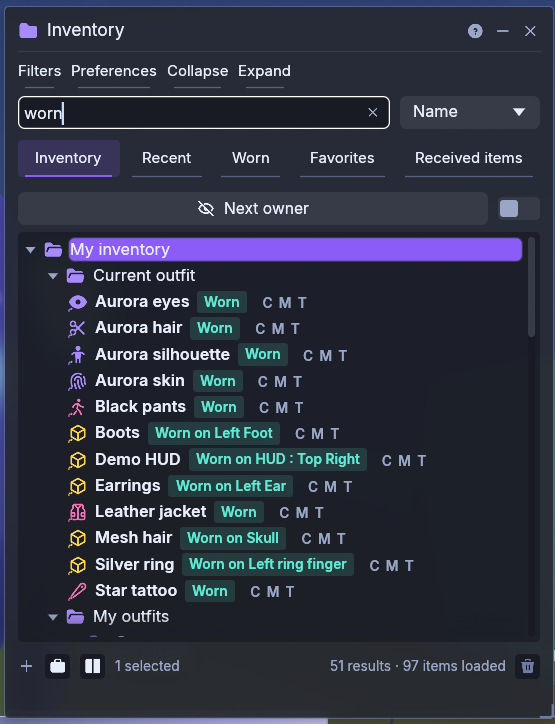 Inventory
Filters Preferences Collapse Expand
worn
Name
Inventory Recent Worn Favorites Received items
Next owner
My inventory
Current outfit
Aurora eyes Worn C M T
Aurora hair Worn C M T
Aurora silhouette Worn C M T
Aurora skin Worn C M T
Black pants Worn C M T
Boots Worn on Left Foot C M T
Demo HUD Worn on HUD : Top Right C M T
Earrings Worn on Left Ear C M T
Leather jacket Worn C M T
Mesh hair Worn on Skull C M T
Silver ring Worn on Left ring finger C M T
Star tattoo Worn C M T
My outfits
1 selected 51 results · 97 items loaded